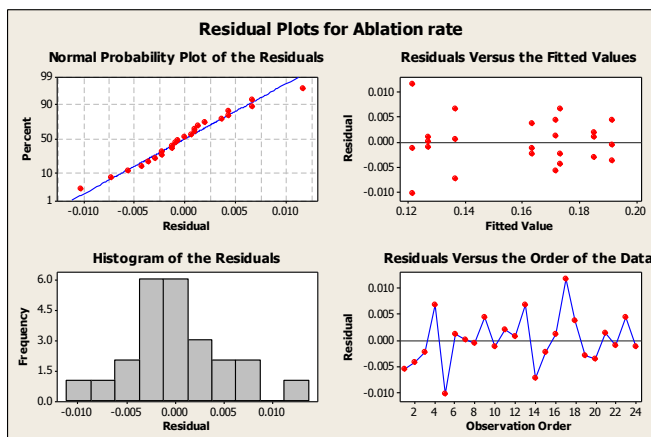 Residual Plots for Ablation rate
Normal Probability Plot of the Residuals
99
90
50
10
1
Percent
-0.010 -0.005 0.000 0.005 0.010
Residual
Residuals Versus the Fitted Values
0.010
0.005
0.000
-0.005
-0.010
Residual
0.12 0.14 0.16 0.18 0.20
Fitted Value
Histogram of the Residuals
6.0
4.5
3.0
1.5
0.0
Frequency
-0.010 -0.005 0.000 0.005 0.010
Residual
Residuals Versus the Order of the Data
0.010
0.005
0.000
-0.005
-0.010
Residual
2 4 6 8 10 12 14 16 18 20 22 24
Observation Order